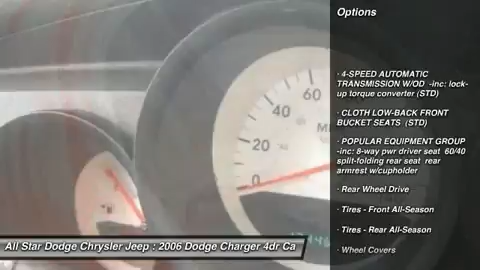 Options
• 4-SPEED AUTOMATIC
TRANSMISSION W/OD -inc: lock-
up torque converter (STD)
• CLOTH LOW-BACK FRONT
BUCKET SEATS (STD)
• POPULAR EQUIPMENT GROUP
-inc: 8-way pwr driver seat 60/40
split-folding rear seat rear
armrest w/cupholder
• Rear Wheel Drive
• Tires - Front All-Season
• Tires - Rear All-Season
• Wheel Covers
60
40
20
0
All Star Dodge Chrysler Jeep : 2006 Dodge Charger 4dr Ca